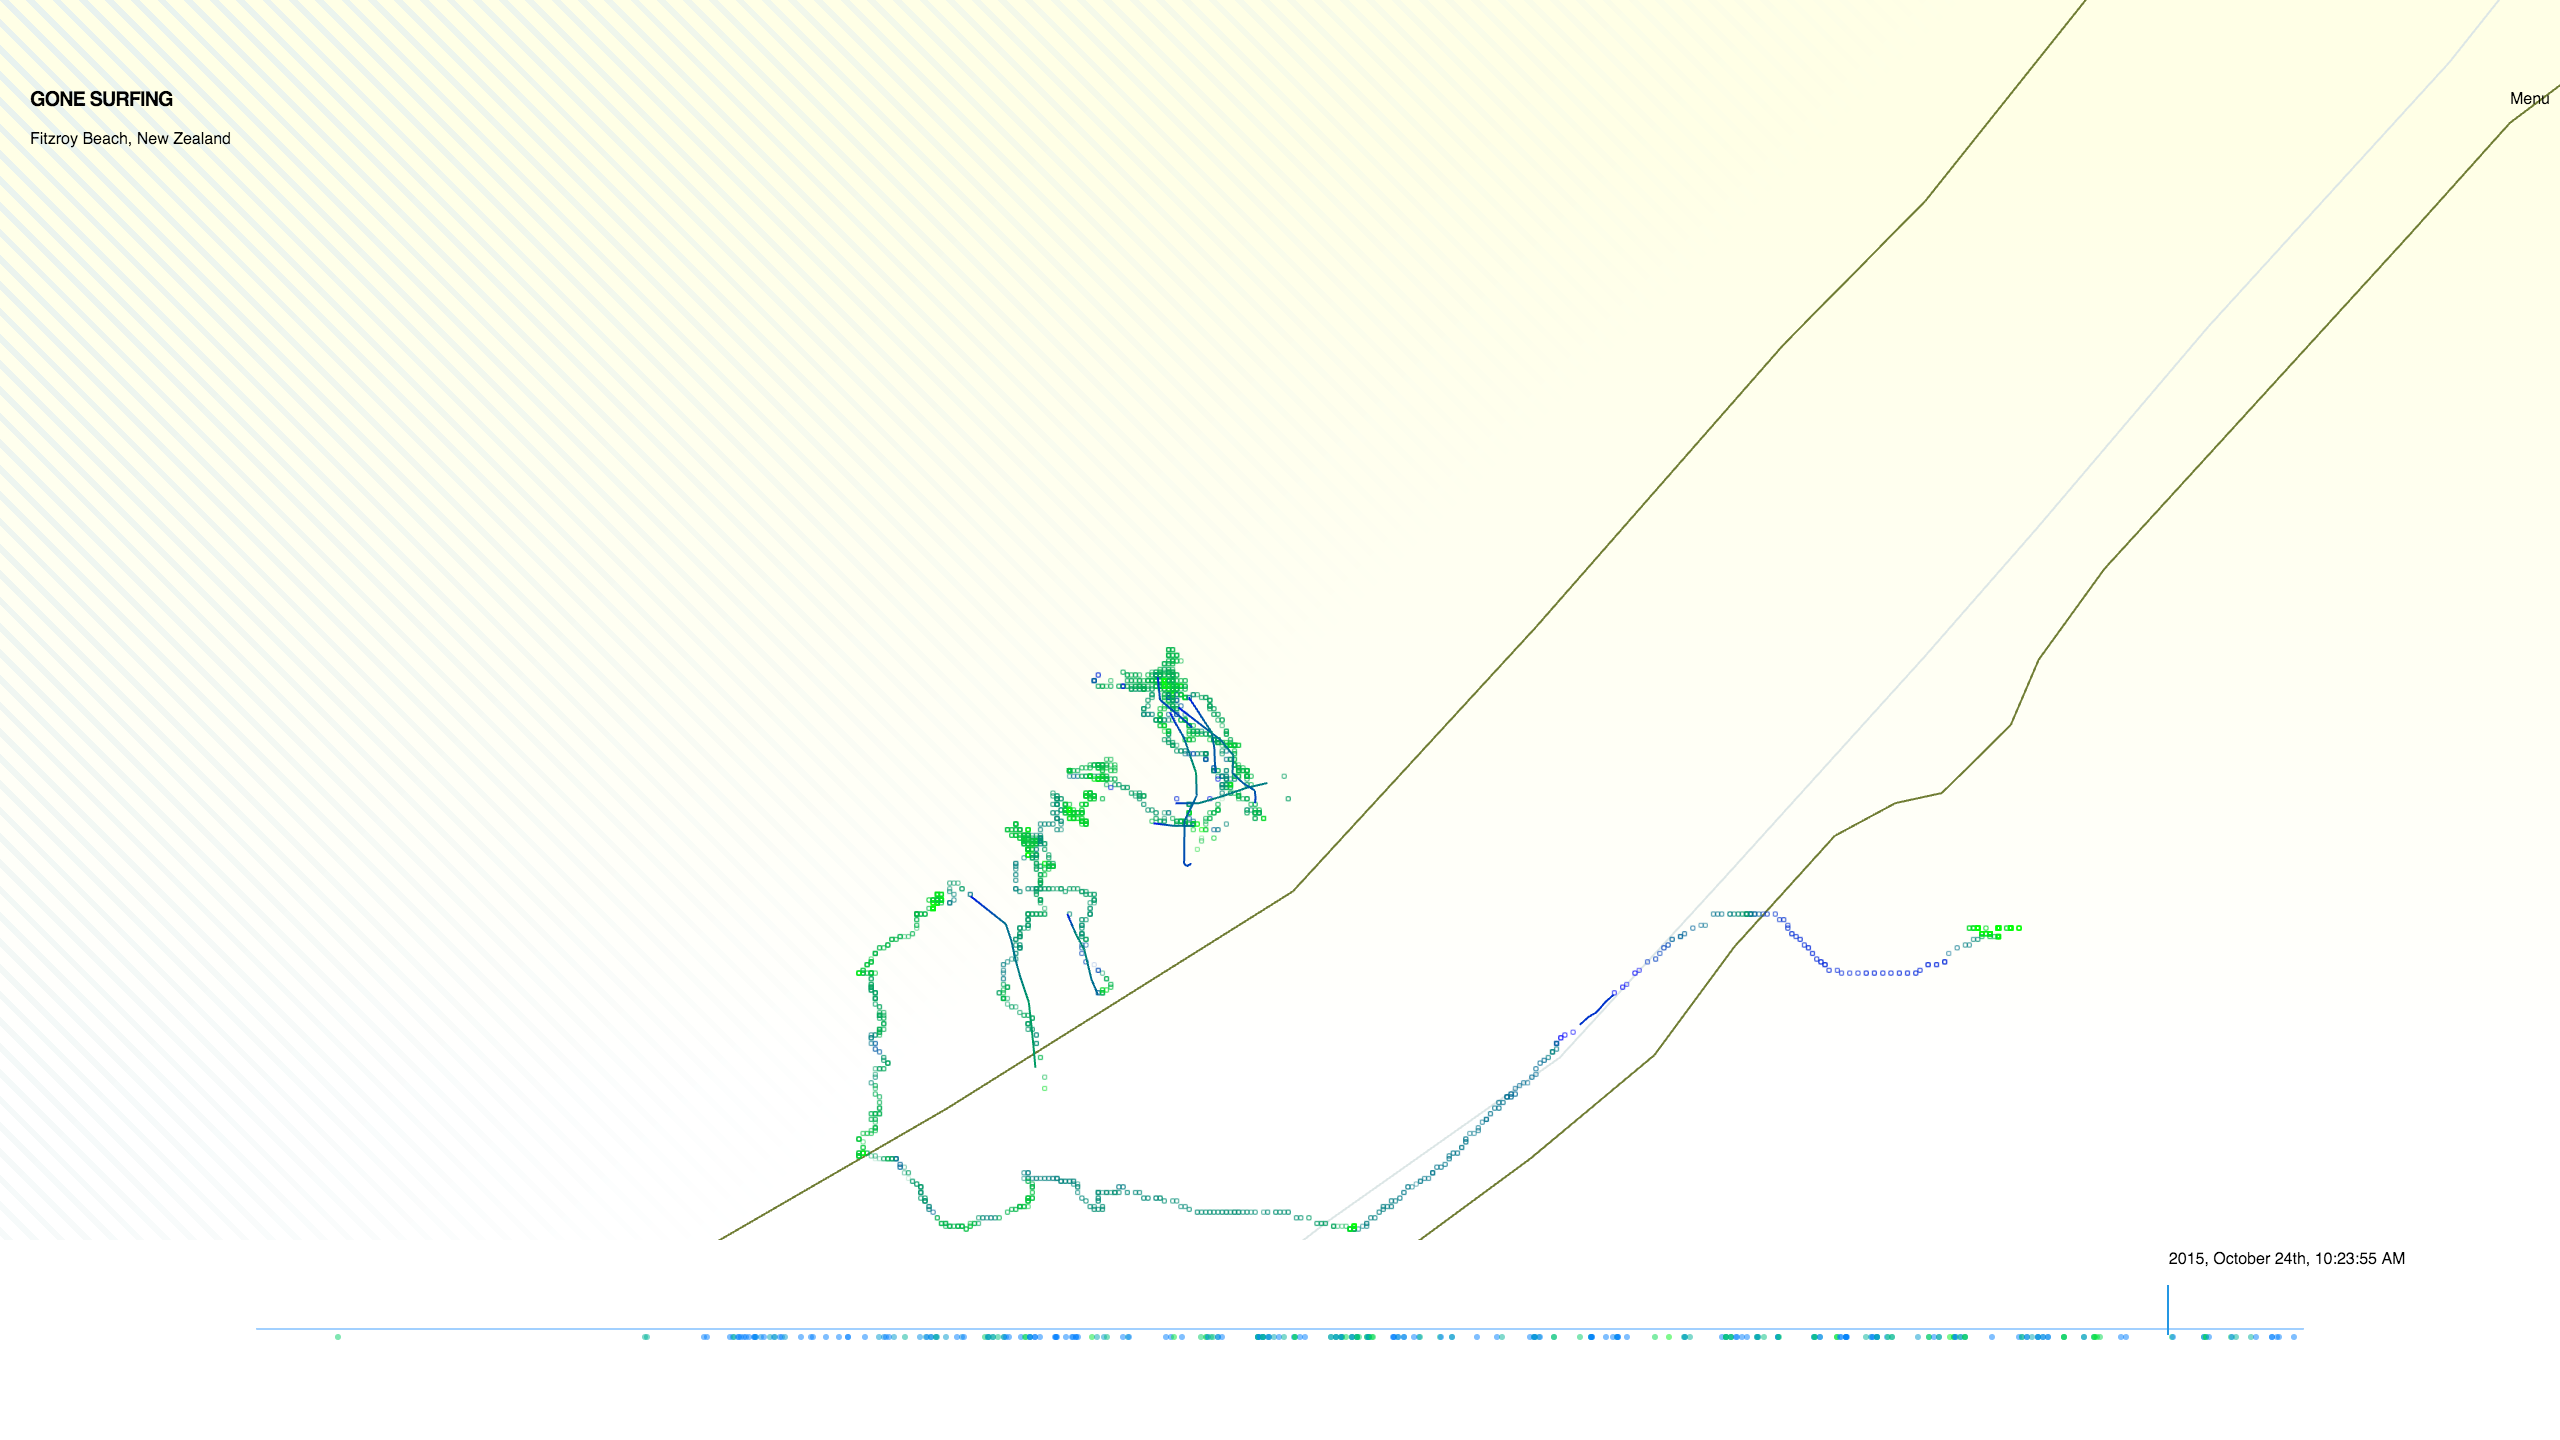 GONE SURFING
Menu
Fitzroy Beach, New Zealand
2015, October 24th, 10:23:55 AM